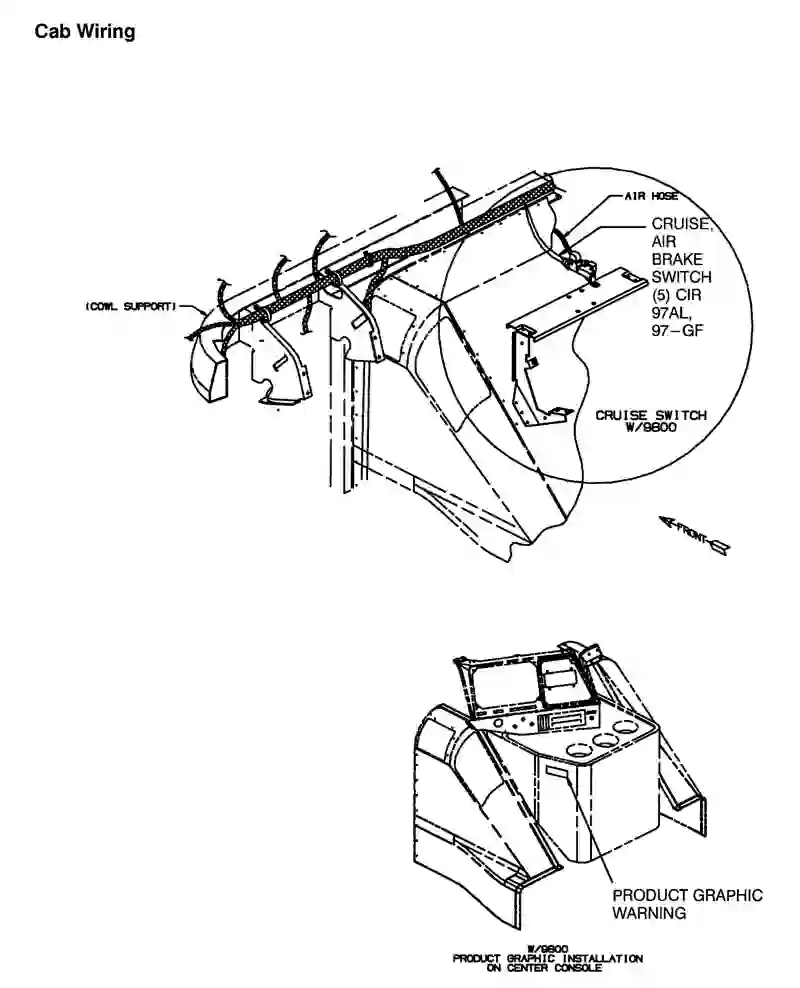 Cab Wiring
AIR HOSE
CRUISE,
AIR
BRAKE
SWITCH
(5) CIR
97AL,
97-GF
(COWL SUPPORT)
CRUISE SWITCH
W/9800
FRONT
PRODUCT GRAPHIC
WARNING
W/9800
PRODUCT GRAPHIC INSTALLATION
ON CENTER CONSOLE